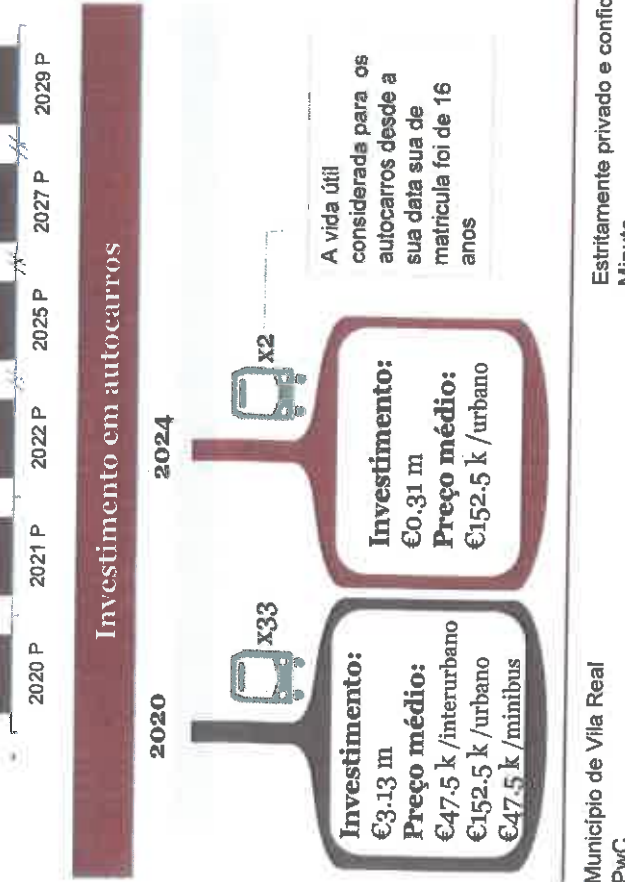 2020 P 2021 P 2022 P 2025 P 2027 P 2029 P
Investimento em autocarros
2020
x33
Investimento:
€3.13 m
Preço médio:
€47.5 k /interurbano
€152.5 k /urbano
€47.5 k /minibus
2024
x2
Investimento:
€0.31 m
Preço médio:
€152.5 k /urbano
A vida útil
considerada para os
autocarros desde a
sua data sua de
matricula foi de 16
anos
Município de Vila Real
PwC
Estritamente privado e confid
Minuta